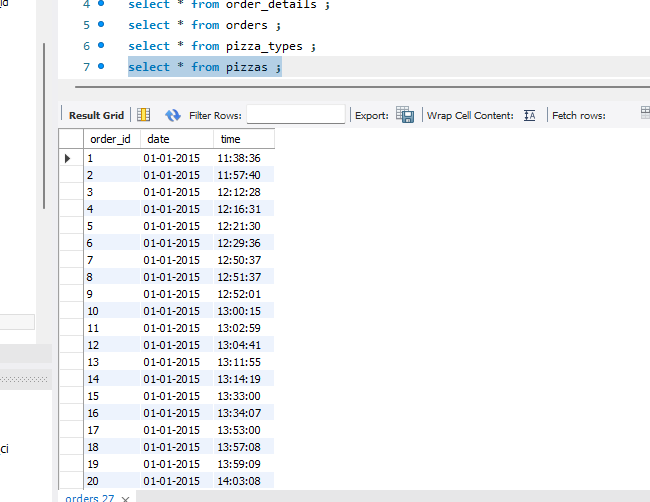 _id
4 select * from order_details ;
5 select * from orders ;
6 select * from pizza_types ;
7 select * from pizzas ;
Result Grid Filter Rows: Export: Wrap Cell Content: Fetch rows:
order_id date time
1 01-01-2015 11:38:36
2 01-01-2015 11:57:40
3 01-01-2015 12:12:28
4 01-01-2015 12:16:31
5 01-01-2015 12:21:30
6 01-01-2015 12:29:36
7 01-01-2015 12:50:37
8 01-01-2015 12:51:37
9 01-01-2015 12:52:01
10 01-01-2015 13:00:15
11 01-01-2015 13:02:59
12 01-01-2015 13:04:41
13 01-01-2015 13:11:55
14 01-01-2015 13:14:19
15 01-01-2015 13:33:00
16 01-01-2015 13:34:07
17 01-01-2015 13:53:00
ci
18 01-01-2015 13:57:08
19 01-01-2015 13:59:09
20 01-01-2015 14:03:08
orders 27